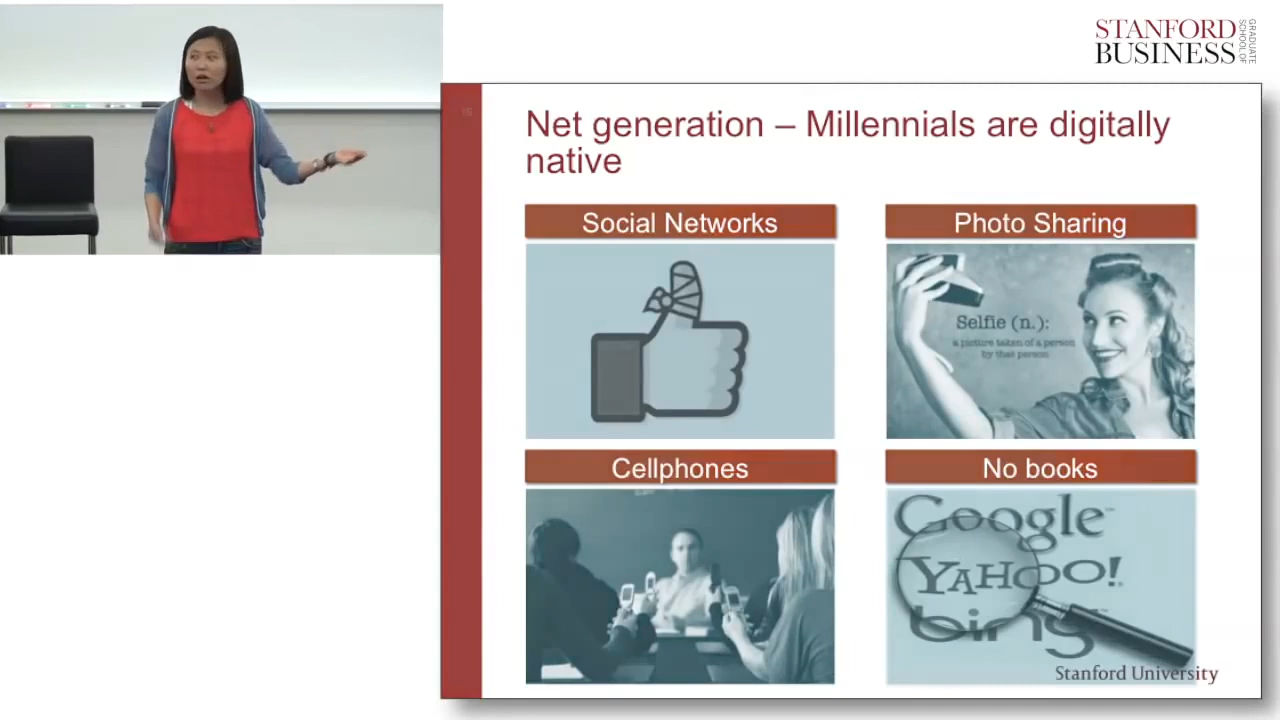 STANFORD
BUSINESS
GRADUATE
SCHOOL OF
15
Net generation – Millennials are digitally
native
Social Networks
Photo Sharing
Selfie (n.):
a picture taken of a person
by that person
Cellphones
No books
Google
YAHOO!
bing
Stanford University